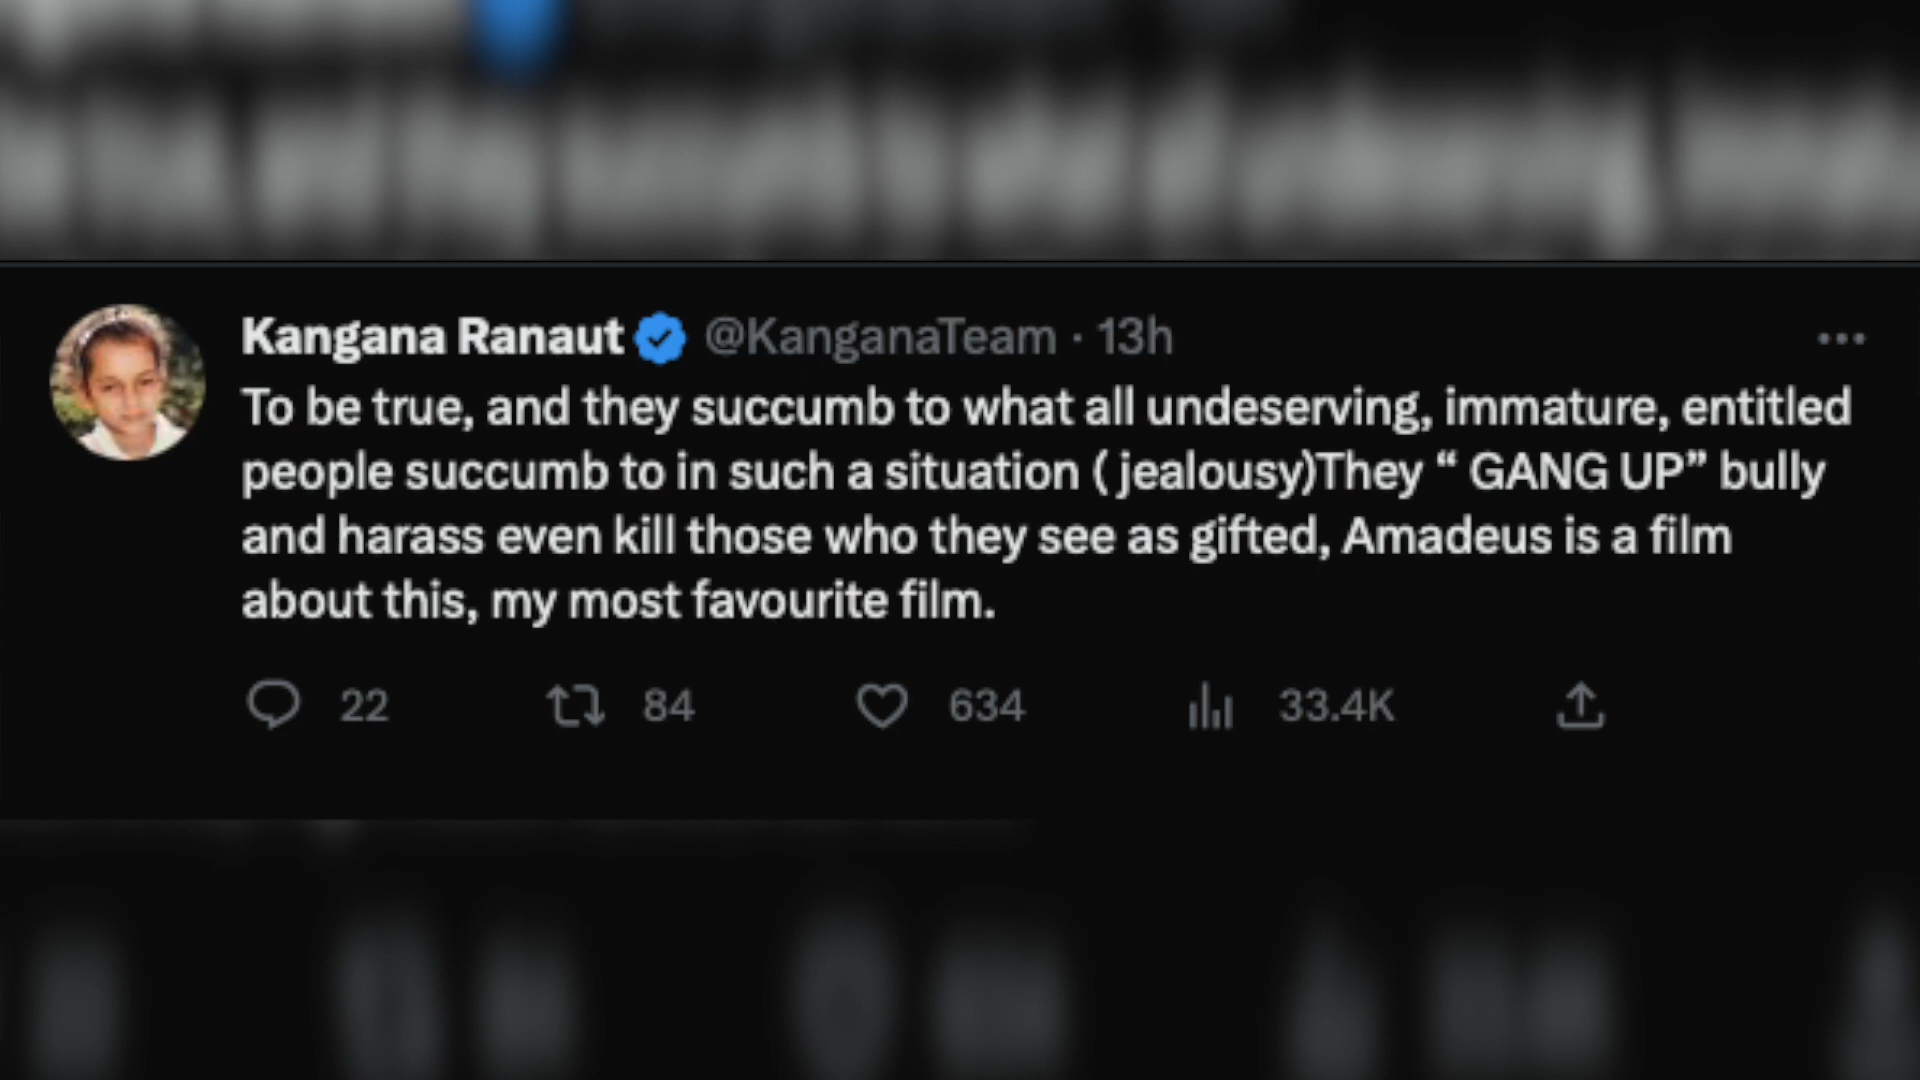 Kangana Ranaut @KanganaTeam · 13h
To be true, and they succumb to what all undeserving, immature, entitled
people succumb to in such a situation ( jealousy)They “ GANG UP” bully
and harass even kill those who they see as gifted, Amadeus is a film
about this, my most favourite film.
22 84 634 33.4K